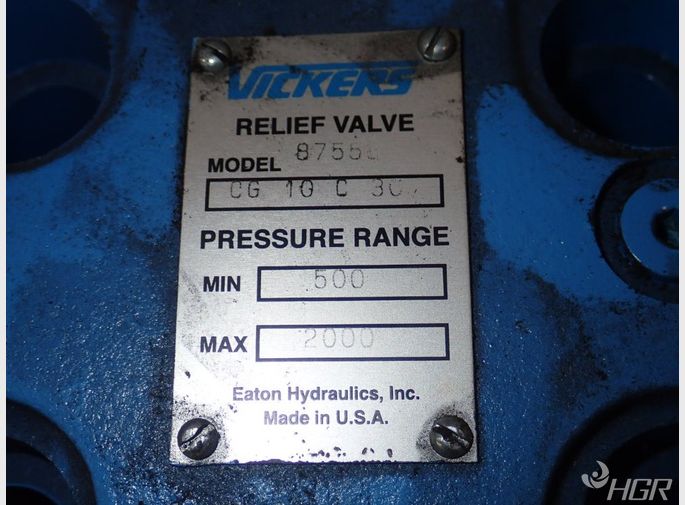 VICKERS
RELIEF VALVE
MODEL
CG 10 C 30
PRESSURE RANGE
MIN 500
MAX 2000
Eaton Hydraulics, Inc.
Made in U.S.A.
HGR